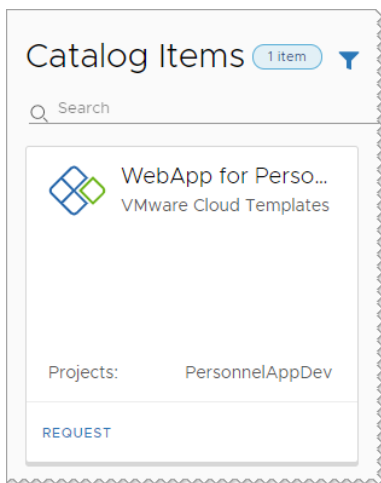 Catalog Items 1 item
Search
WebApp for Perso...
VMware Cloud Templates
Projects: PersonnelAppDev
REQUEST